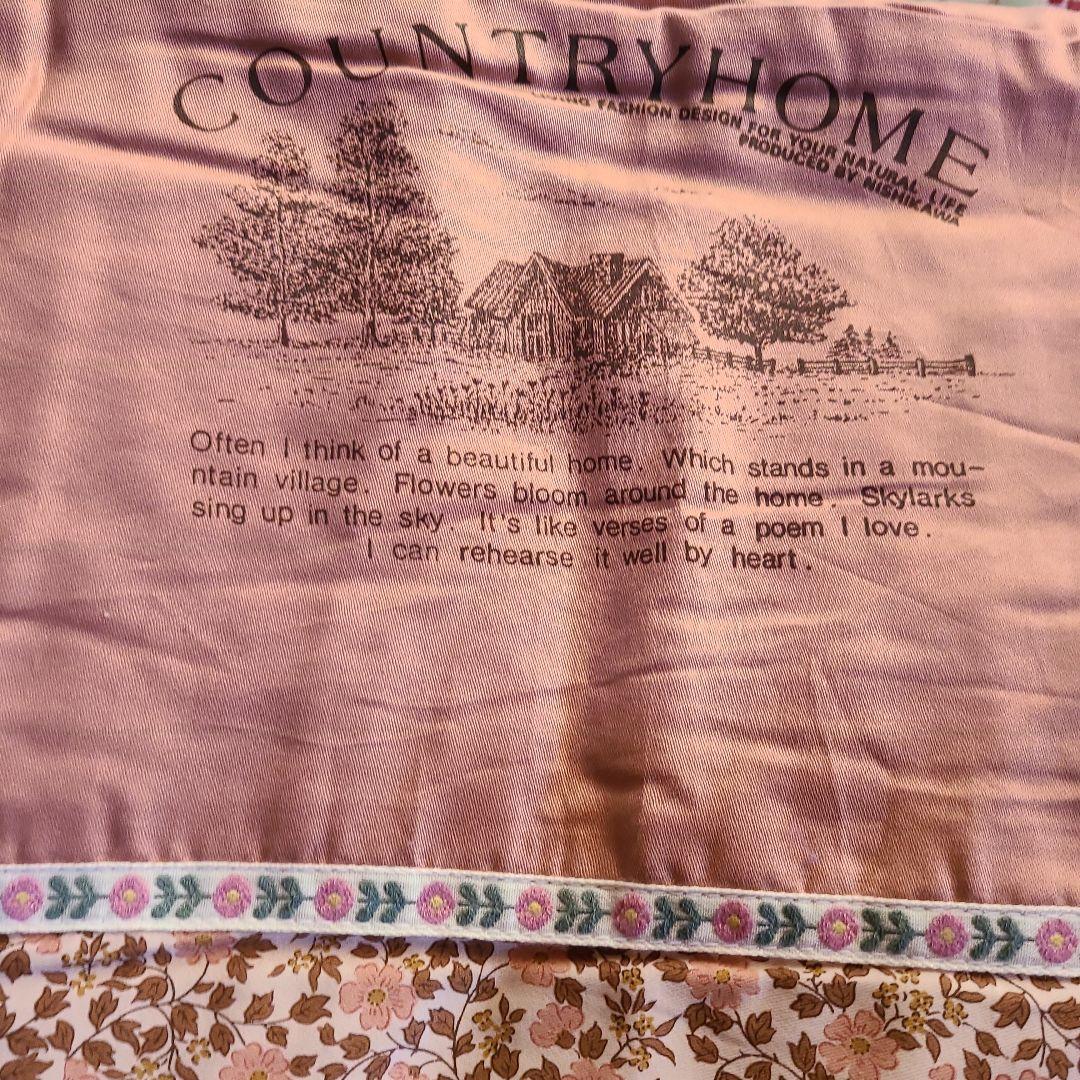 COUNTRYHOME
FASHION DESIGN FOR YOUR NATURAL LIFE
PRODUCED BY NISHIKAWA
Often I think of a beautiful home. Which stands in a mou-
ntain village. Flowers bloom around the home. Skylarks
sing up in the sky. It's like verses of a poem I love.
I can rehearse it well by heart.